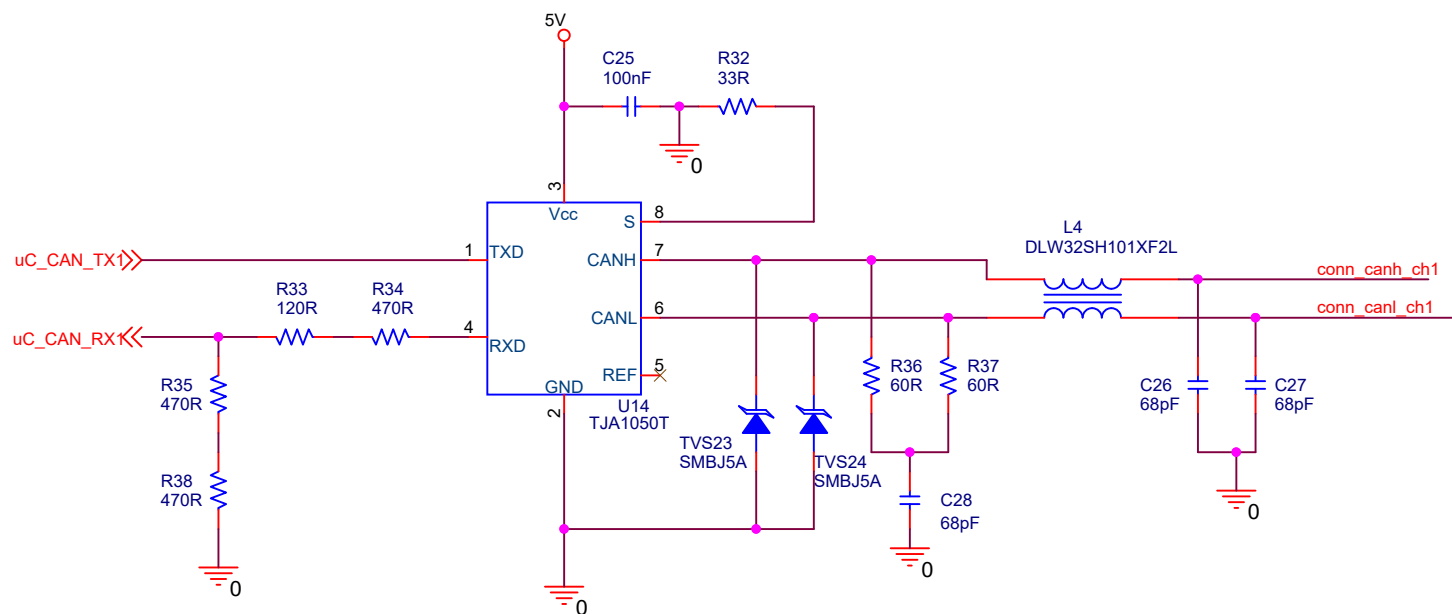 5V
C25
100nF
R32
33R
0
3
Vcc
S
8
L4
DLW32SH101XF2L
uC_CAN_TX1
1
TXD
CANH
7
conn_canh_ch1
R33
120R
R34
470R
CANL
6
conn_canl_ch1
uC_CAN_RX1
4
RXD
REF
5
R36
60R
R37
60R
R35
470R
GND
2
U14
TJA1050T
C26
68pF
C27
68pF
TVS23
SMBJ5A
TVS24
SMBJ5A
R38
470R
C28
68pF
0
0
0
0